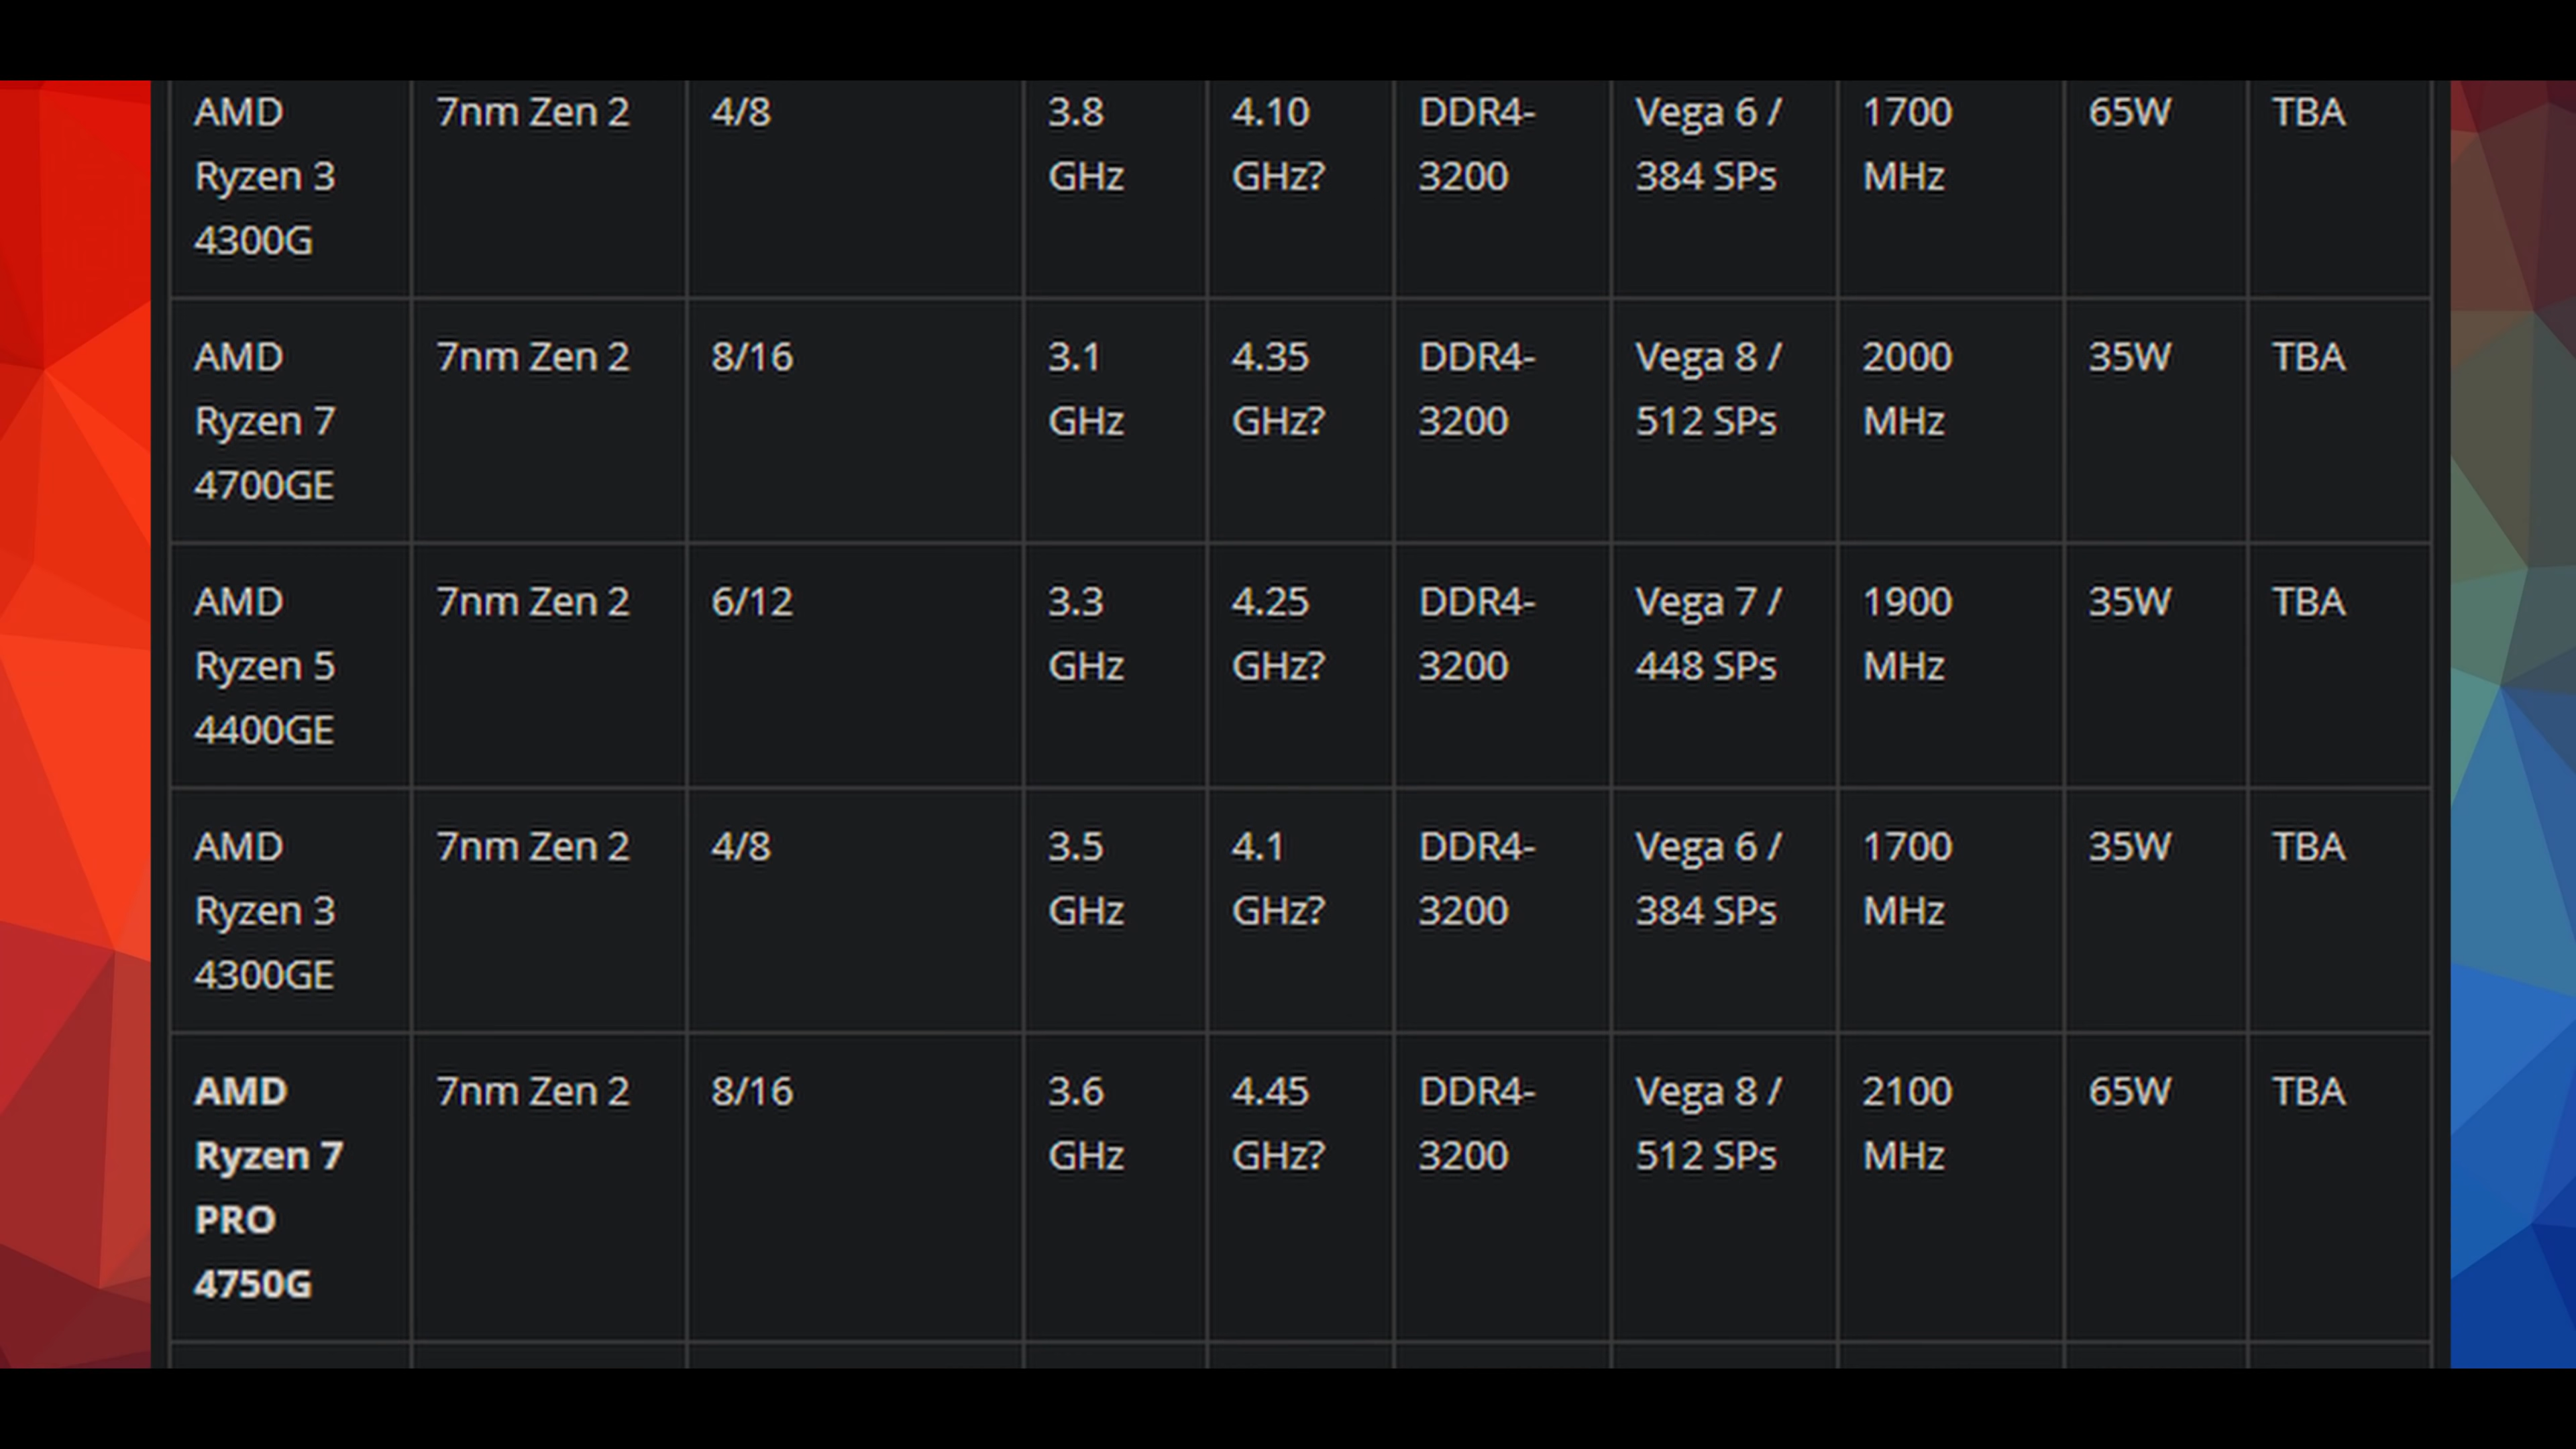 AMD 7nm Zen 2 4/8 3.8 4.10 DDR4- Vega 6 / 1700 65W TBA
Ryzen 3 GHz GHz? 3200 384 SPs MHz
4300G
AMD 7nm Zen 2 8/16 3.1 4.35 DDR4- Vega 8 / 2000 35W TBA
Ryzen 7 GHz GHz? 3200 512 SPs MHz
4700GE
AMD 7nm Zen 2 6/12 3.3 4.25 DDR4- Vega 7 / 1900 35W TBA
Ryzen 5 GHz GHz? 3200 448 SPs MHz
4400GE
AMD 7nm Zen 2 4/8 3.5 4.1 DDR4- Vega 6 / 1700 35W TBA
Ryzen 3 GHz GHz? 3200 384 SPs MHz
4300GE
AMD 7nm Zen 2 8/16 3.6 4.45 DDR4- Vega 8 / 2100 65W TBA
Ryzen 7 GHz GHz? 3200 512 SPs MHz
PRO
4750G